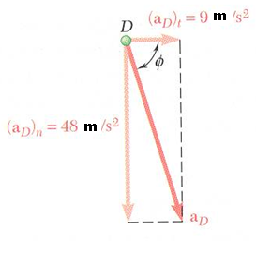 D
(a_D)_t = 9 m/s²
ϕ
(a_D)_n = 48 m/s²
a_D